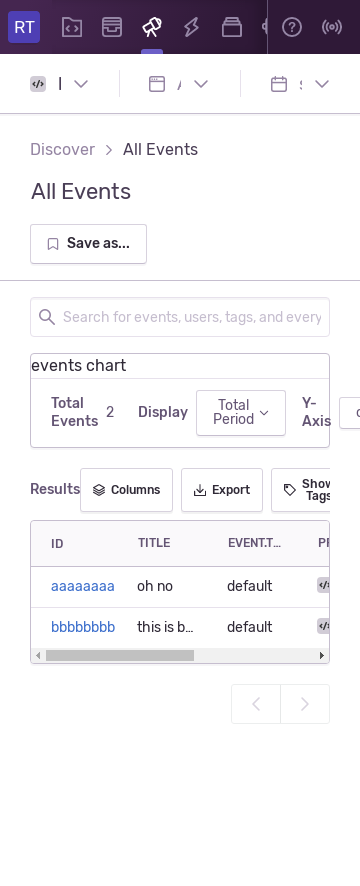 RT
Discover > All Events
All Events
Save as...
Search for events, users, tags, and every
events chart
Total Events 2 Display Total Period Y-Axis
Results Columns Export Show Tags
ID TITLE EVENT.T...
aaaaaaaa oh no default
bbbbbbbb this is b... default